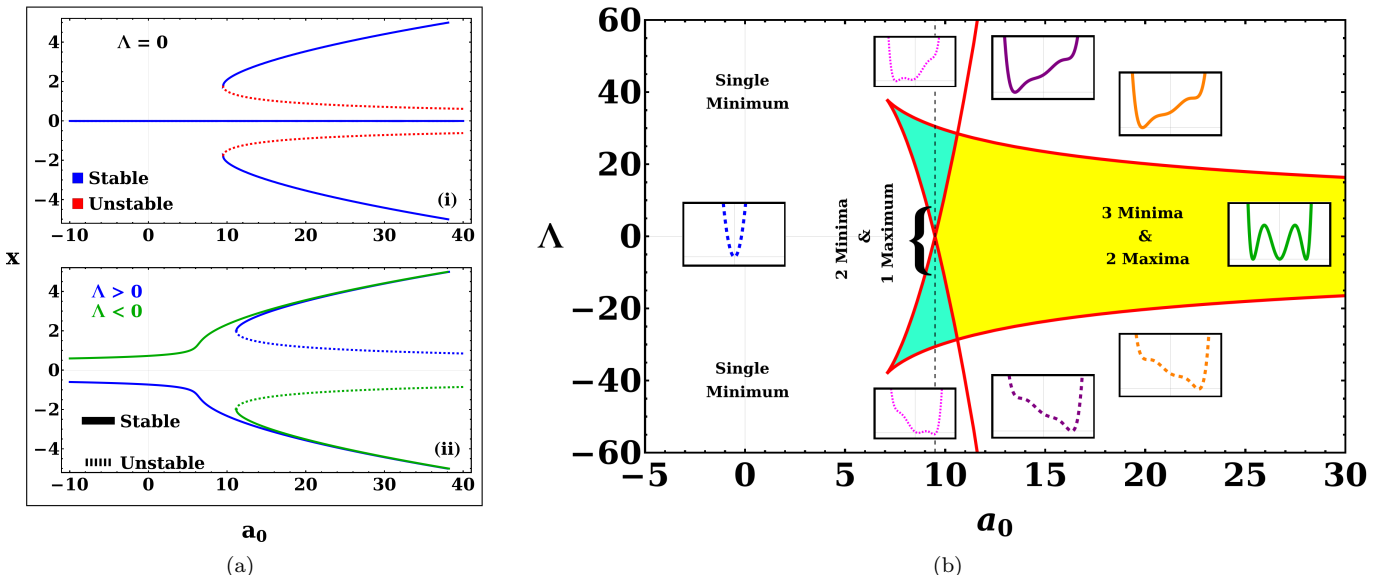 Λ = 0
4
2
0
−2
−4
Stable
Unstable
(i)
−10 0 10 20 30 40
x
Λ > 0
Λ < 0
4
2
0
−2
−4
Stable
Unstable
(ii)
−10 0 10 20 30 40
a₀
(a)
60
40
20
0
−20
−40
−60
Λ
Single
Minimum
2 Minima
&
1 Maximum
{
3 Minima
&
2 Maxima
Single
Minimum
−5 0 5 10 15 20 25 30
a₀
(b)